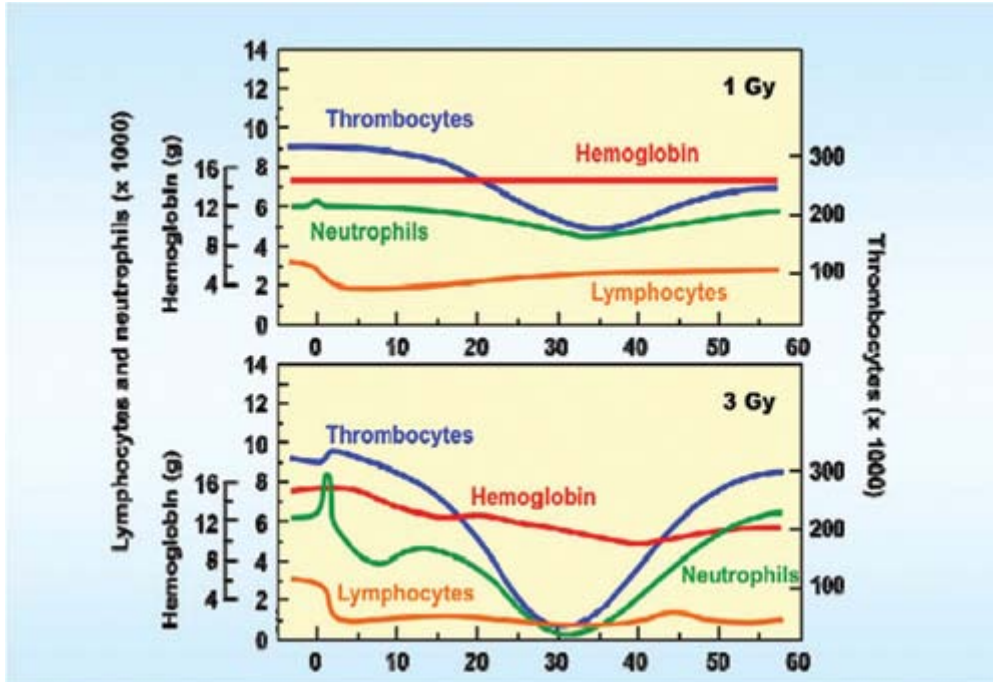 Lymphocytes and neutrophils (x 1000)
Hemoglobin (g)
16
12
8
4
14
12
10
8
6
4
2
0
1 Gy
Thrombocytes
Hemoglobin
Neutrophils
Lymphocytes
300
200
100
0 10 20 30 40 50 60
Hemoglobin (g)
16
12
8
4
14
12
10
8
6
4
2
0
3 Gy
Thrombocytes
Hemoglobin
Neutrophils
Lymphocytes
300
200
100
0 10 20 30 40 50 60
Thrombocytes (x 1000)